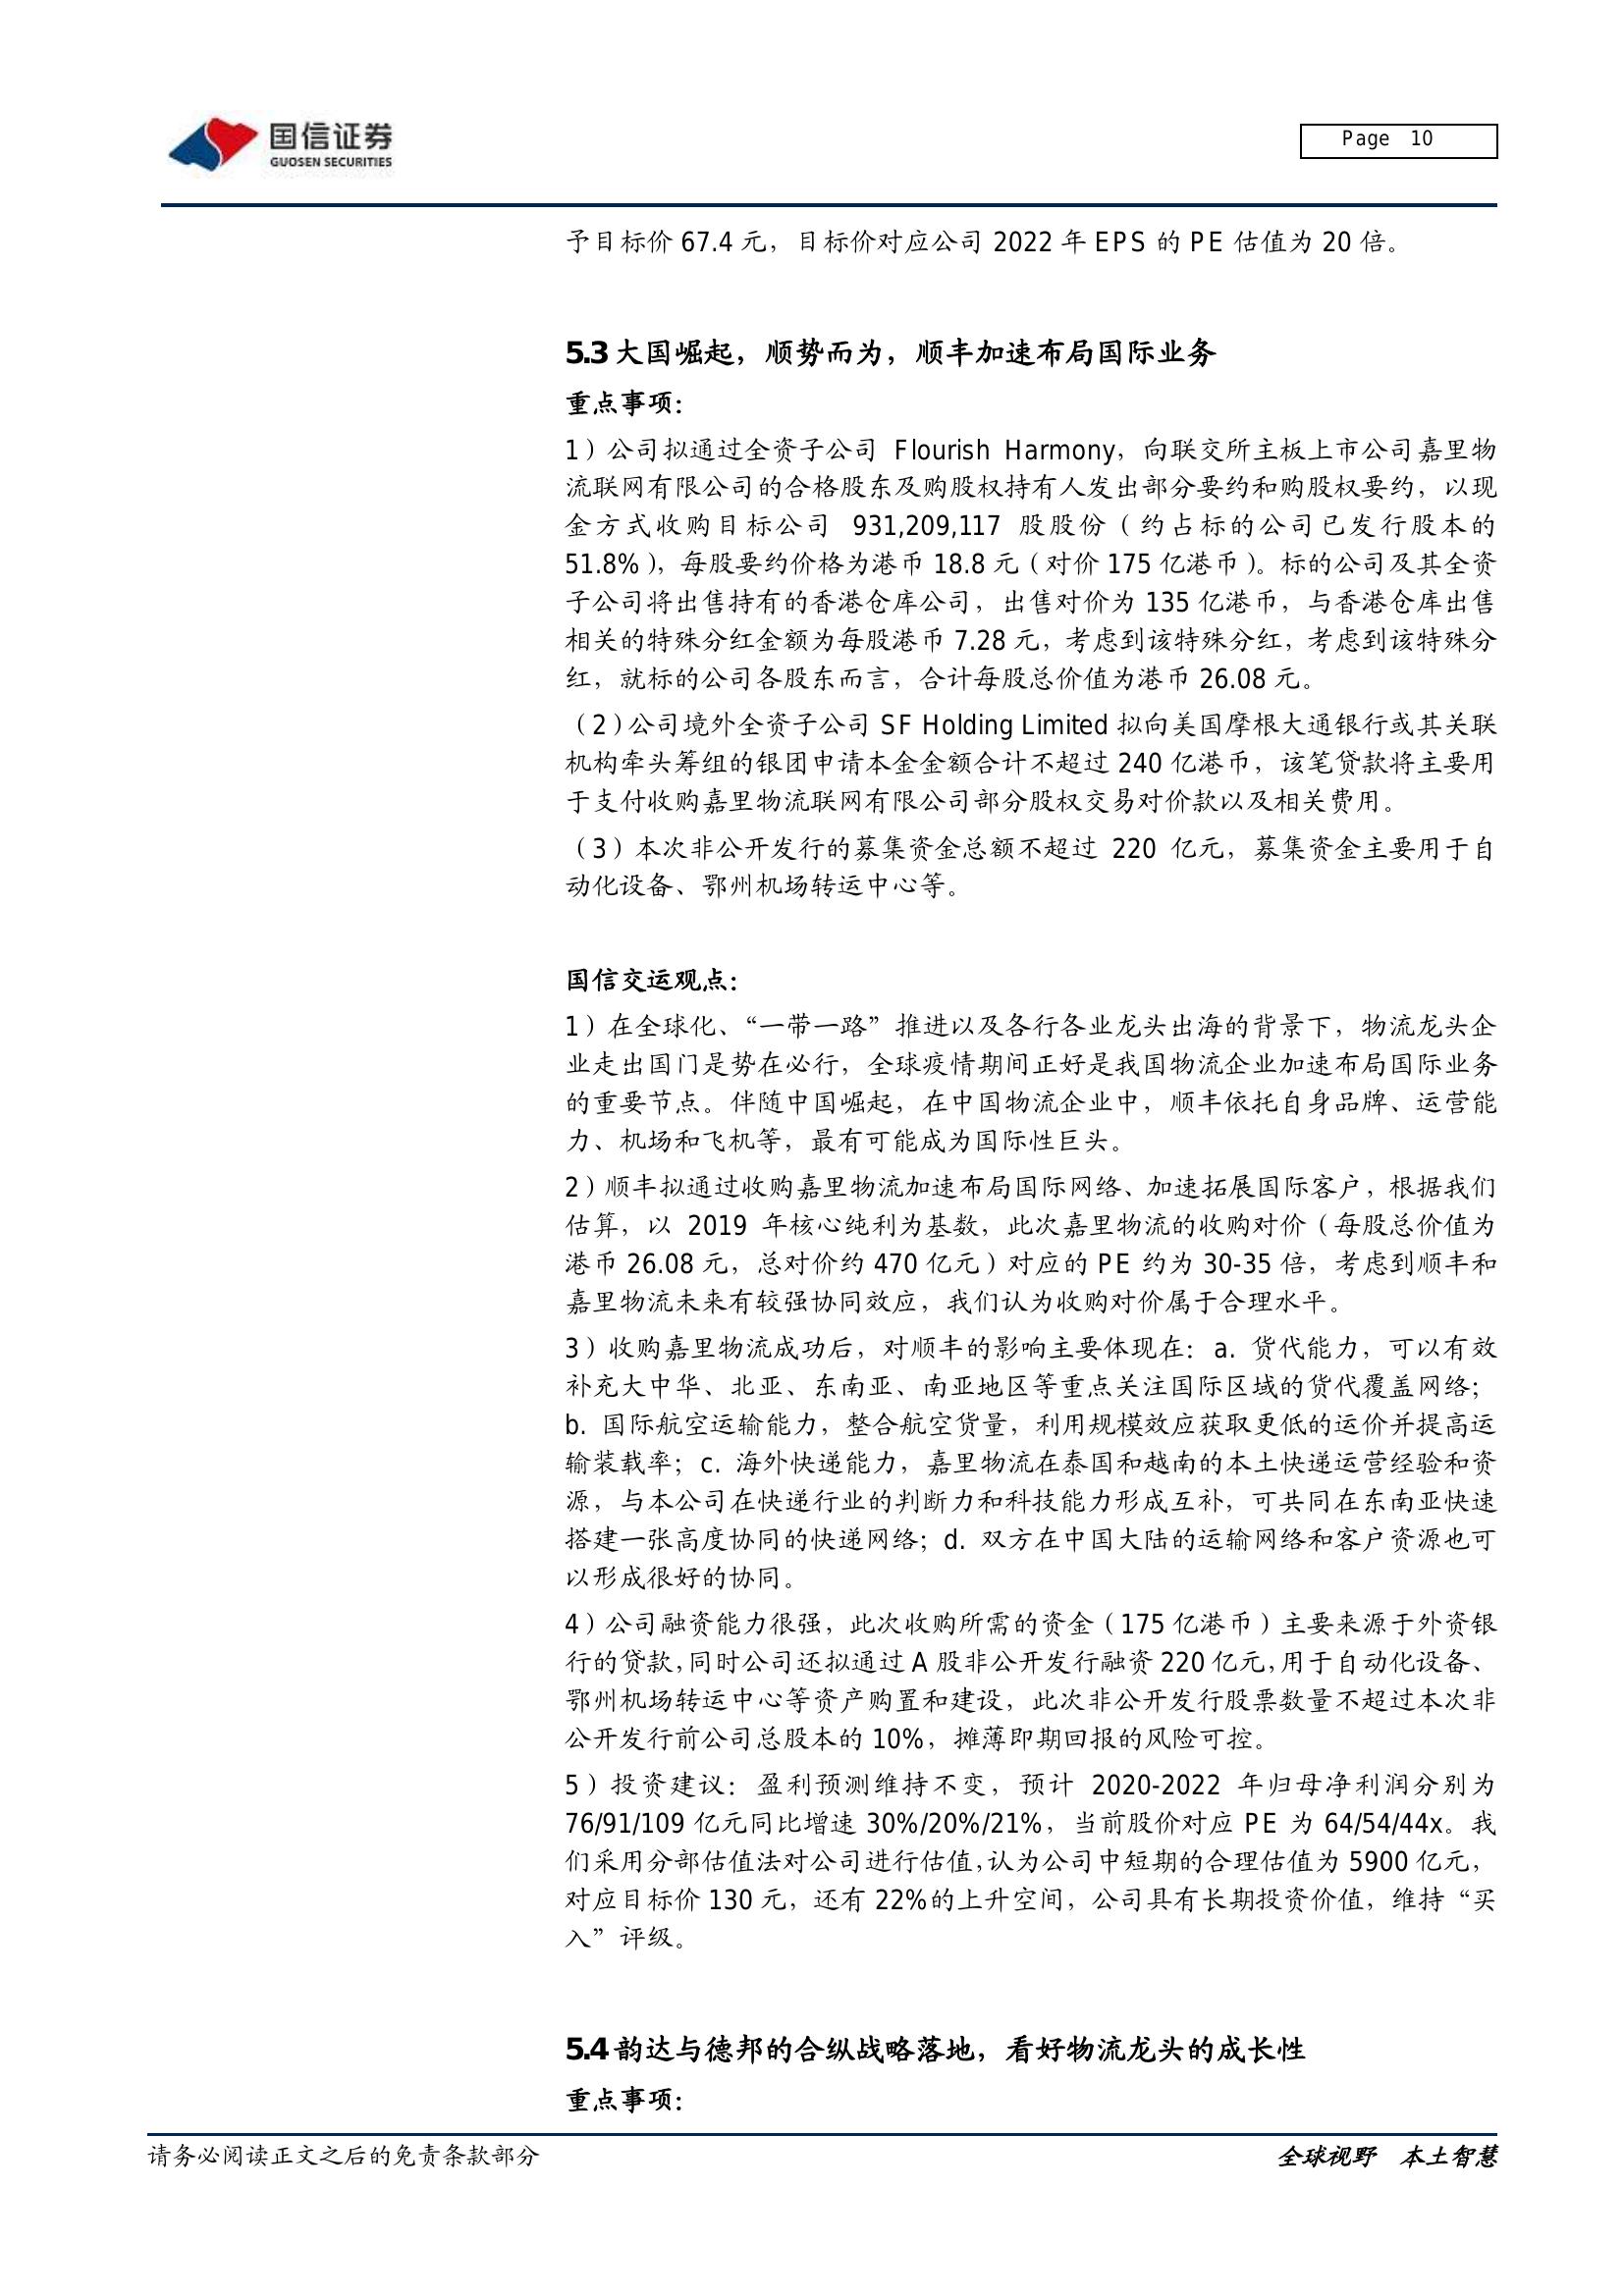 国信证券
GUOSEN SECURITIES
Page 10
予目标价 67.4 元，目标价对应公司 2022 年 EPS 的 PE 估值为 20 倍。
5.3 大国崛起，顺势而为，顺丰加速布局国际业务
重点事项：
1）公司拟通过全资子公司 Flourish Harmony，向联交所主板上市公司嘉里物
流联网有限公司的合格股东及购股权持有人发出部分要约和购股权要约，以现
金方式收购目标公司 931,209,117 股股份（约占标的公司已发行股本的
51.8%），每股要约价格为港币 18.8 元（对价 175 亿港币）。标的公司及其全资
子公司将出售持有的香港仓库公司，出售对价为 135 亿港币，与香港仓库出售
相关的特殊分红金额为每股港币 7.28 元，考虑到该特殊分红，考虑到该特殊分
红，就标的公司各股东而言，合计每股总价值为港币 26.08 元。
（2）公司境外全资子公司 SF Holding Limited 拟向美国摩根大通银行或其关联
机构牵头筹组的银团申请本金金额合计不超过 240 亿港币，该笔贷款将主要用
于支付收购嘉里物流联网有限公司部分股权交易对价款以及相关费用。
（3）本次非公开发行的募集资金总额不超过 220 亿元，募集资金主要用于自
动化设备、鄂州机场转运中心等。
国信交运观点：
1）在全球化、“一带一路”推进以及各行各业龙头出海的背景下，物流龙头企
业走出国门是势在必行，全球疫情期间正好是我国物流企业加速布局国际业务
的重要节点。伴随中国崛起，在中国物流企业中，顺丰依托自身品牌、运营能
力、机场和飞机等，最有可能成为国际性巨头。
2）顺丰拟通过收购嘉里物流加速布局国际网络、加速拓展国际客户，根据我们
估算，以 2019 年核心纯利为基数，此次嘉里物流的收购对价（每股总价值为
港币 26.08 元，总对价约 470 亿元）对应的 PE 约为 30-35 倍，考虑到顺丰和
嘉里物流未来有较强协同效应，我们认为收购对价属于合理水平。
3）收购嘉里物流成功后，对顺丰的影响主要体现在：a. 货代能力，可以有效
补充大中华、北亚、东南亚、南亚地区等重点关注国际区域的货代覆盖网络；
b. 国际航空运输能力，整合航空货量，利用规模效应获取更低的运价并提高运
输装载率；c. 海外快递能力，嘉里物流在泰国和越南的本土快递运营经验和资
源，与本公司在快递行业的判断力和科技能力形成互补，可共同在东南亚快速
搭建一张高度协同的快递网络；d. 双方在中国大陆的运输网络和客户资源也可
以形成很好的协同。
4）公司融资能力很强，此次收购所需的资金（175 亿港币）主要来源于外资银
行的贷款，同时公司还拟通过 A 股非公开发行融资 220 亿元，用于自动化设备、
鄂州机场转运中心等资产购置和建设，此次非公开发行股票数量不超过本次非
公开发行前公司总股本的 10%，摊薄即期回报的风险可控。
5）投资建议：盈利预测维持不变，预计 2020-2022 年归母净利润分别为
76/91/109 亿元同比增速 30%/20%/21%，当前股价对应 PE 为 64/54/44x。我
们采用分部估值法对公司进行估值，认为公司中短期的合理估值为 5900 亿元，
对应目标价 130 元，还有 22%的上升空间，公司具有长期投资价值，维持“买
入”评级。
5.4 韵达与德邦的合纵战略落地，看好物流龙头的成长性
重点事项：
请务必阅读正文之后的免责条款部分
全球视野 本土智慧